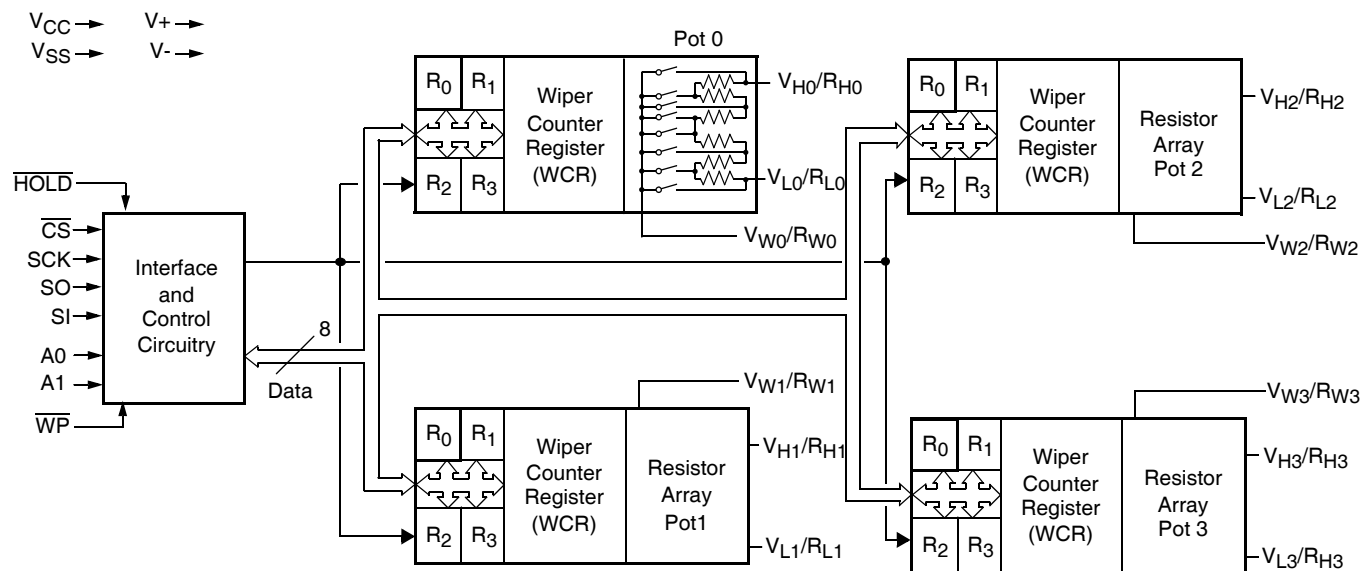 VCC V+
VSS V-
Pot 0
R0 R1
R2 R3
Wiper
Counter
Register
(WCR)
VH0/RH0
VL0/RL0
VW0/RW0
R0 R1
R2 R3
Wiper
Counter
Register
(WCR)
Resistor
Array
Pot 2
VH2/RH2
VL2/RL2
VW2/RW2
HOLD
CS
SCK
SO
SI
A0
A1
WP
Interface
and
Control
Circuitry
8
Data
VW1/RW1
R0 R1
R2 R3
Wiper
Counter
Register
(WCR)
Resistor
Array
Pot1
VH1/RH1
VL1/RL1
VW3/RW3
R0 R1
R2 R3
Wiper
Counter
Register
(WCR)
Resistor
Array
Pot 3
VH3/RH3
VL3/RH3